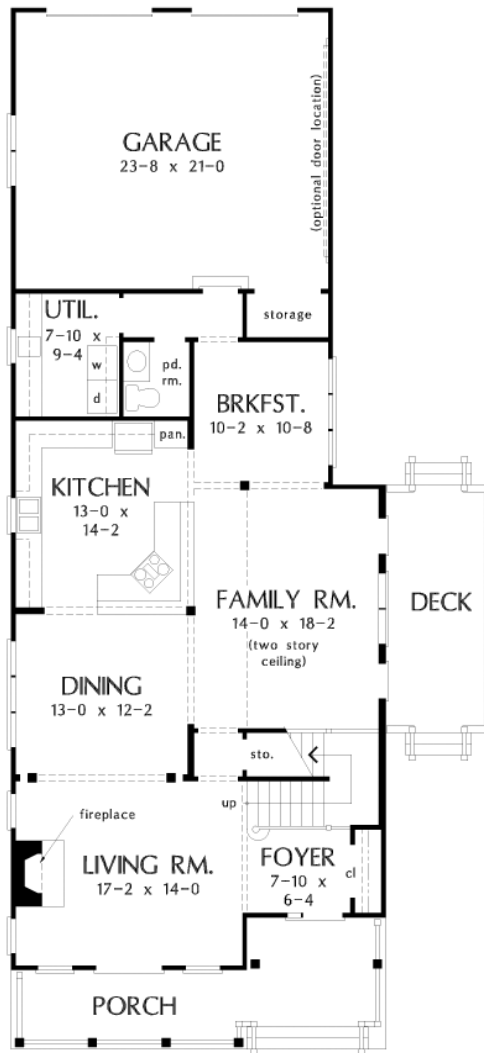 GARAGE
23-8 x 21-0
(optional door location)
UTIL.
7-10 x
9-4
storage
w
d
pd.
rm.
BRKFST.
10-2 x 10-8
pan.
KITCHEN
13-0 x
14-2
FAMILY RM.
14-0 x 18-2
(two story
ceiling)
DECK
DINING
13-0 x 12-2
sto.
up
fireplace
LIVING RM.
17-2 x 14-0
FOYER
7-10 x
6-4
cl
PORCH